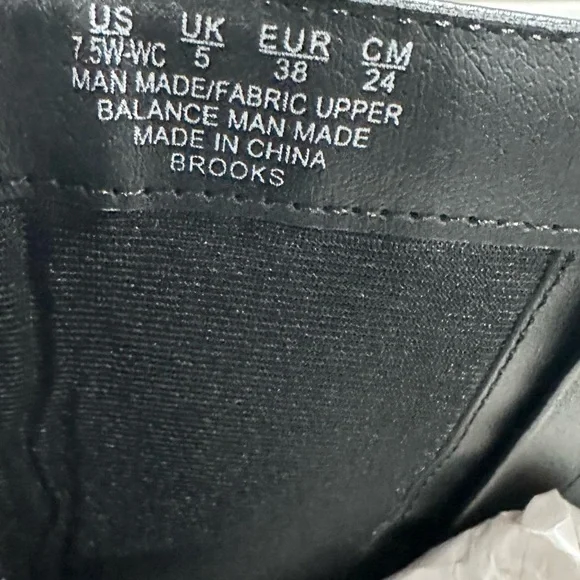 US UK EUR CM
7.5W-WC 5 38 24
MAN MADE/FABRIC UPPER
BALANCE MAN MADE
MADE IN CHINA
BROOKS